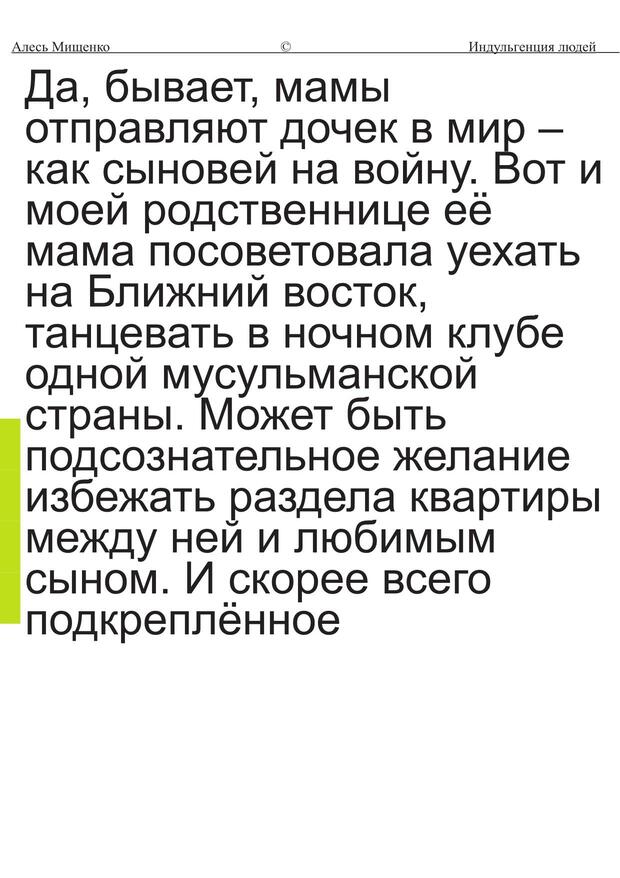 Алесь Мищенко © Индульгенция людей
Да, бывает, мамы
отправляют дочек в мир –
как сыновей на войну. Вот и
моей родственнице её
мама посоветовала уехать
на Ближний восток,
танцевать в ночном клубе
одной мусульманской
страны. Может быть
подсознательное желание
избежать раздела квартиры
между ней и любимым
сыном. И скорее всего
подкреплённое